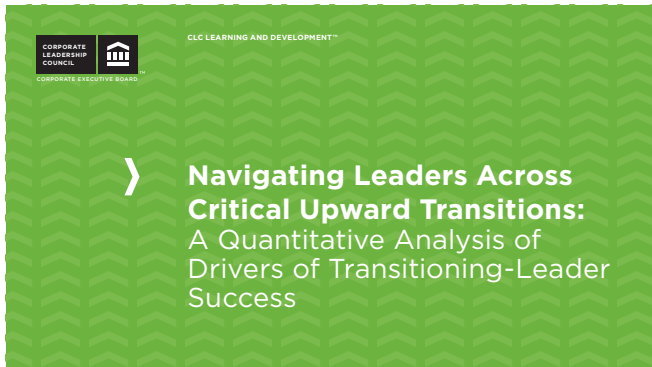 CORPORATE
LEADERSHIP
COUNCIL
TM
CORPORATE EXECUTIVE BOARD
CLC LEARNING AND DEVELOPMENT™
Navigating Leaders Across
Critical Upward Transitions:
A Quantitative Analysis of
Drivers of Transitioning-Leader
Success